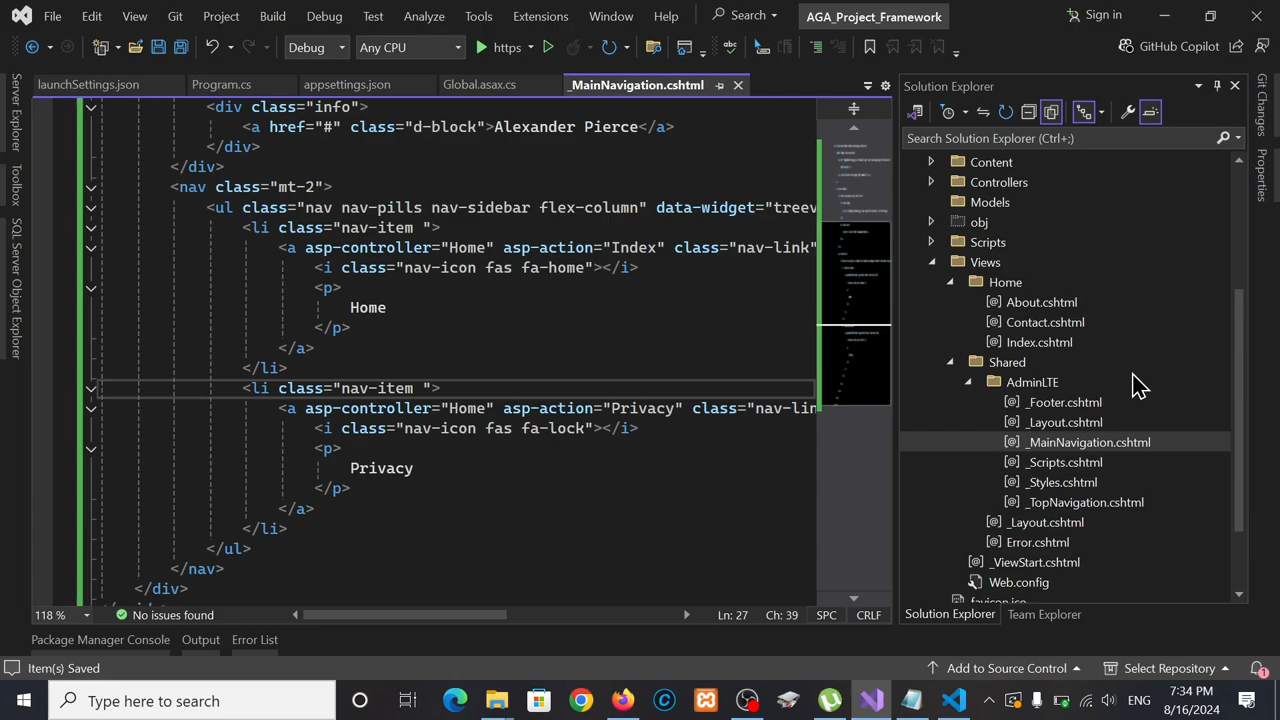 File Edit View Git Project Build Debug Test Analyze Tools Extensions Window Help Search AGA_Project_Framework Sign in
Debug Any CPU https GitHub Copilot
launchSettings.json Program.cs appsettings.json Global.asax.cs _MainNavigation.cshtml
<div class="info">
<a href="#" class="d-block">Alexander Pierce</a>
</div>
</div>
<nav class="mt-2">
<ul class="nav nav-pills nav-sidebar flex-column" data-widget="treev
<li class="nav-item ">
<a asp-controller="Home" asp-action="Index" class="nav-link"
<i class="nav-icon fas fa-home"></i>
<p>
Home
</p>
</a>
</li>
<li class="nav-item ">
<a asp-controller="Home" asp-action="Privacy" class="nav-lin
<i class="nav-icon fas fa-lock"></i>
<p>
Privacy
</p>
</a>
</li>
</ul>
</nav>
</div>
118 % No issues found Ln: 27 Ch: 39 SPC CRLF
Server Explorer
Toolbox
SQL Server Object Explorer
Solution Explorer
Search Solution Explorer (Ctrl+;)
Content
Controllers
Models
obj
Scripts
Views
Home
About.cshtml
Contact.cshtml
Index.cshtml
Shared
AdminLTE
_Footer.cshtml
_Layout.cshtml
_MainNavigation.cshtml
_Scripts.cshtml
_Styles.cshtml
_TopNavigation.cshtml
_Layout.cshtml
Error.cshtml
_ViewStart.cshtml
Web.config
favicon.ico
Solution Explorer Team Explorer
Git Changes
Properties
Package Manager Console Output Error List
Item(s) Saved Add to Source Control Select Repository 1
Type here to search ENG 7:34 PM
8/16/2024